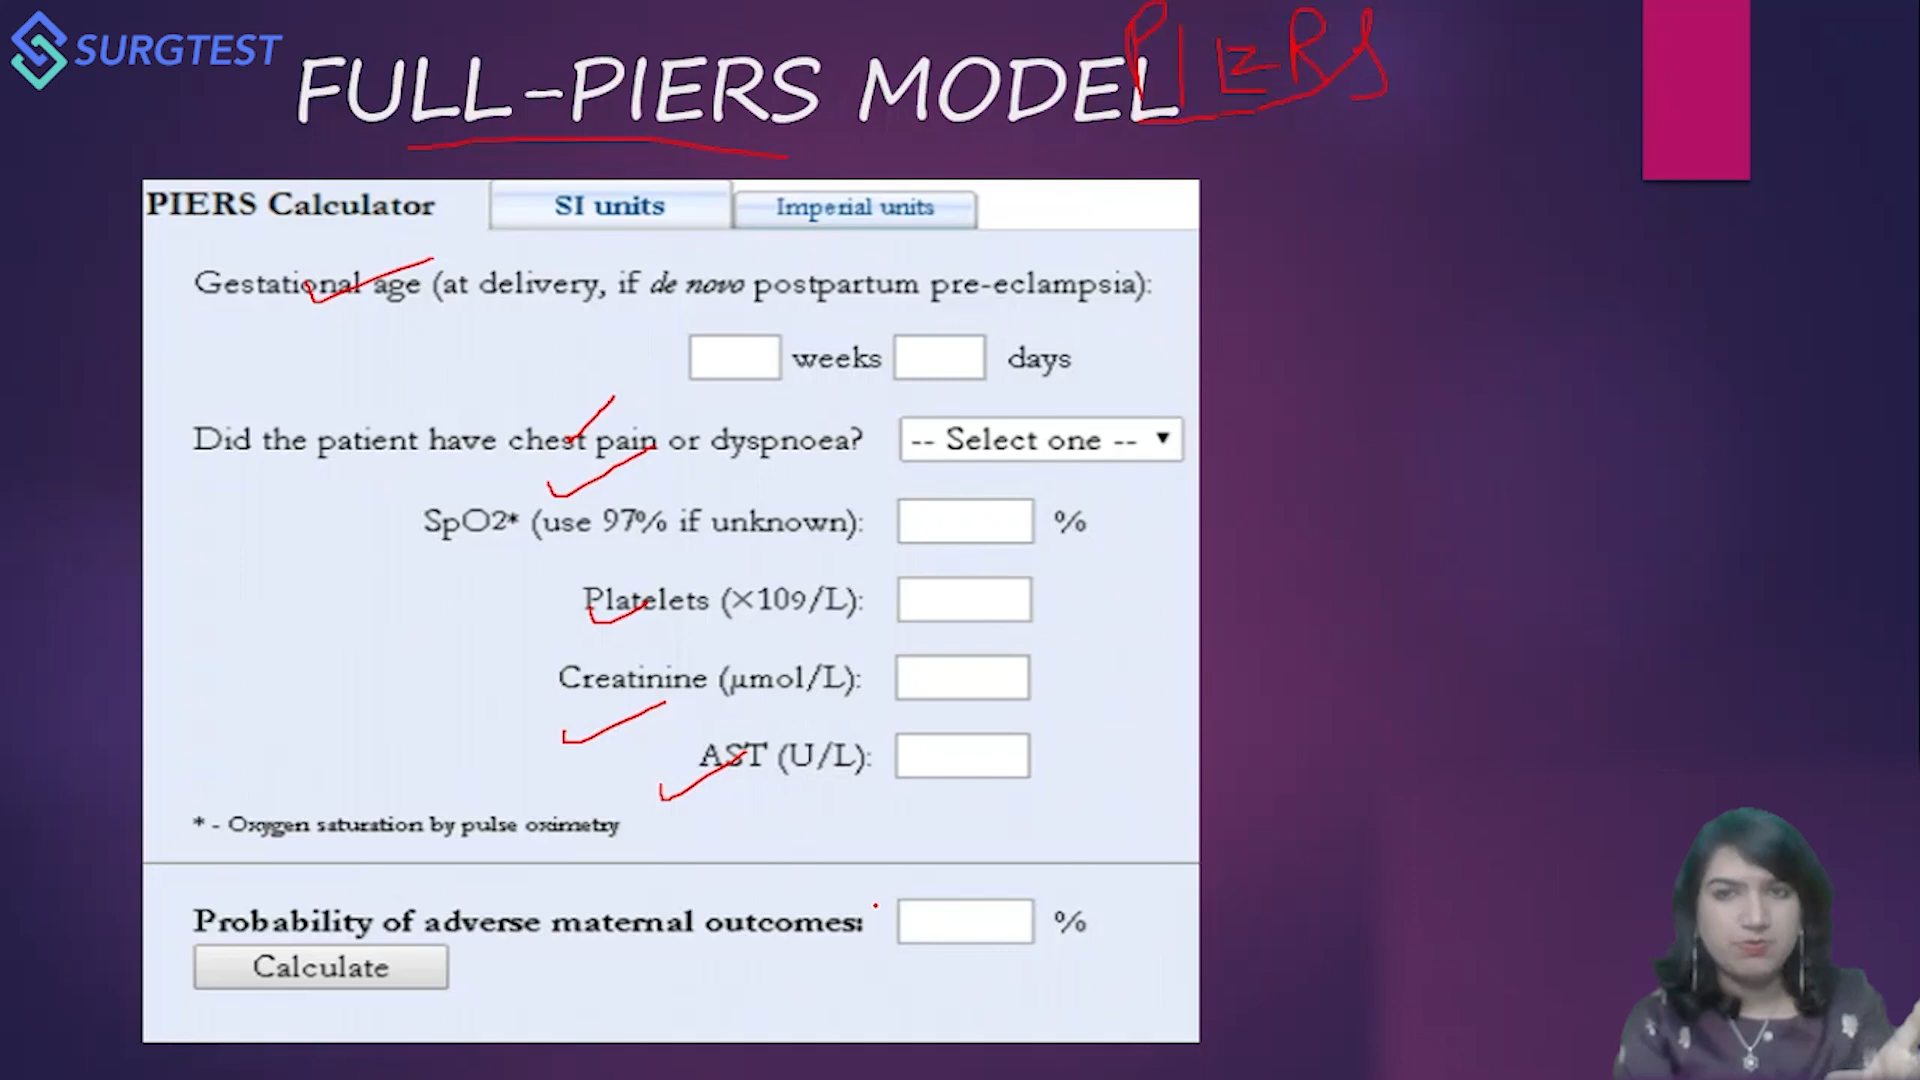 SURGTEST
FULL-PIERS MODEL
PIERS
PIERS Calculator
SI units
Imperial units
Gestational age (at delivery, if de novo postpartum pre-eclampsia):
weeks
days
Did the patient have chest pain or dyspnoea?
-- Select one --
SpO2* (use 97% if unknown):
%
Platelets (×109/L):
Creatinine (µmol/L):
AST (U/L):
* - Oxygen saturation by pulse oximetry
Probability of adverse maternal outcomes:
%
Calculate